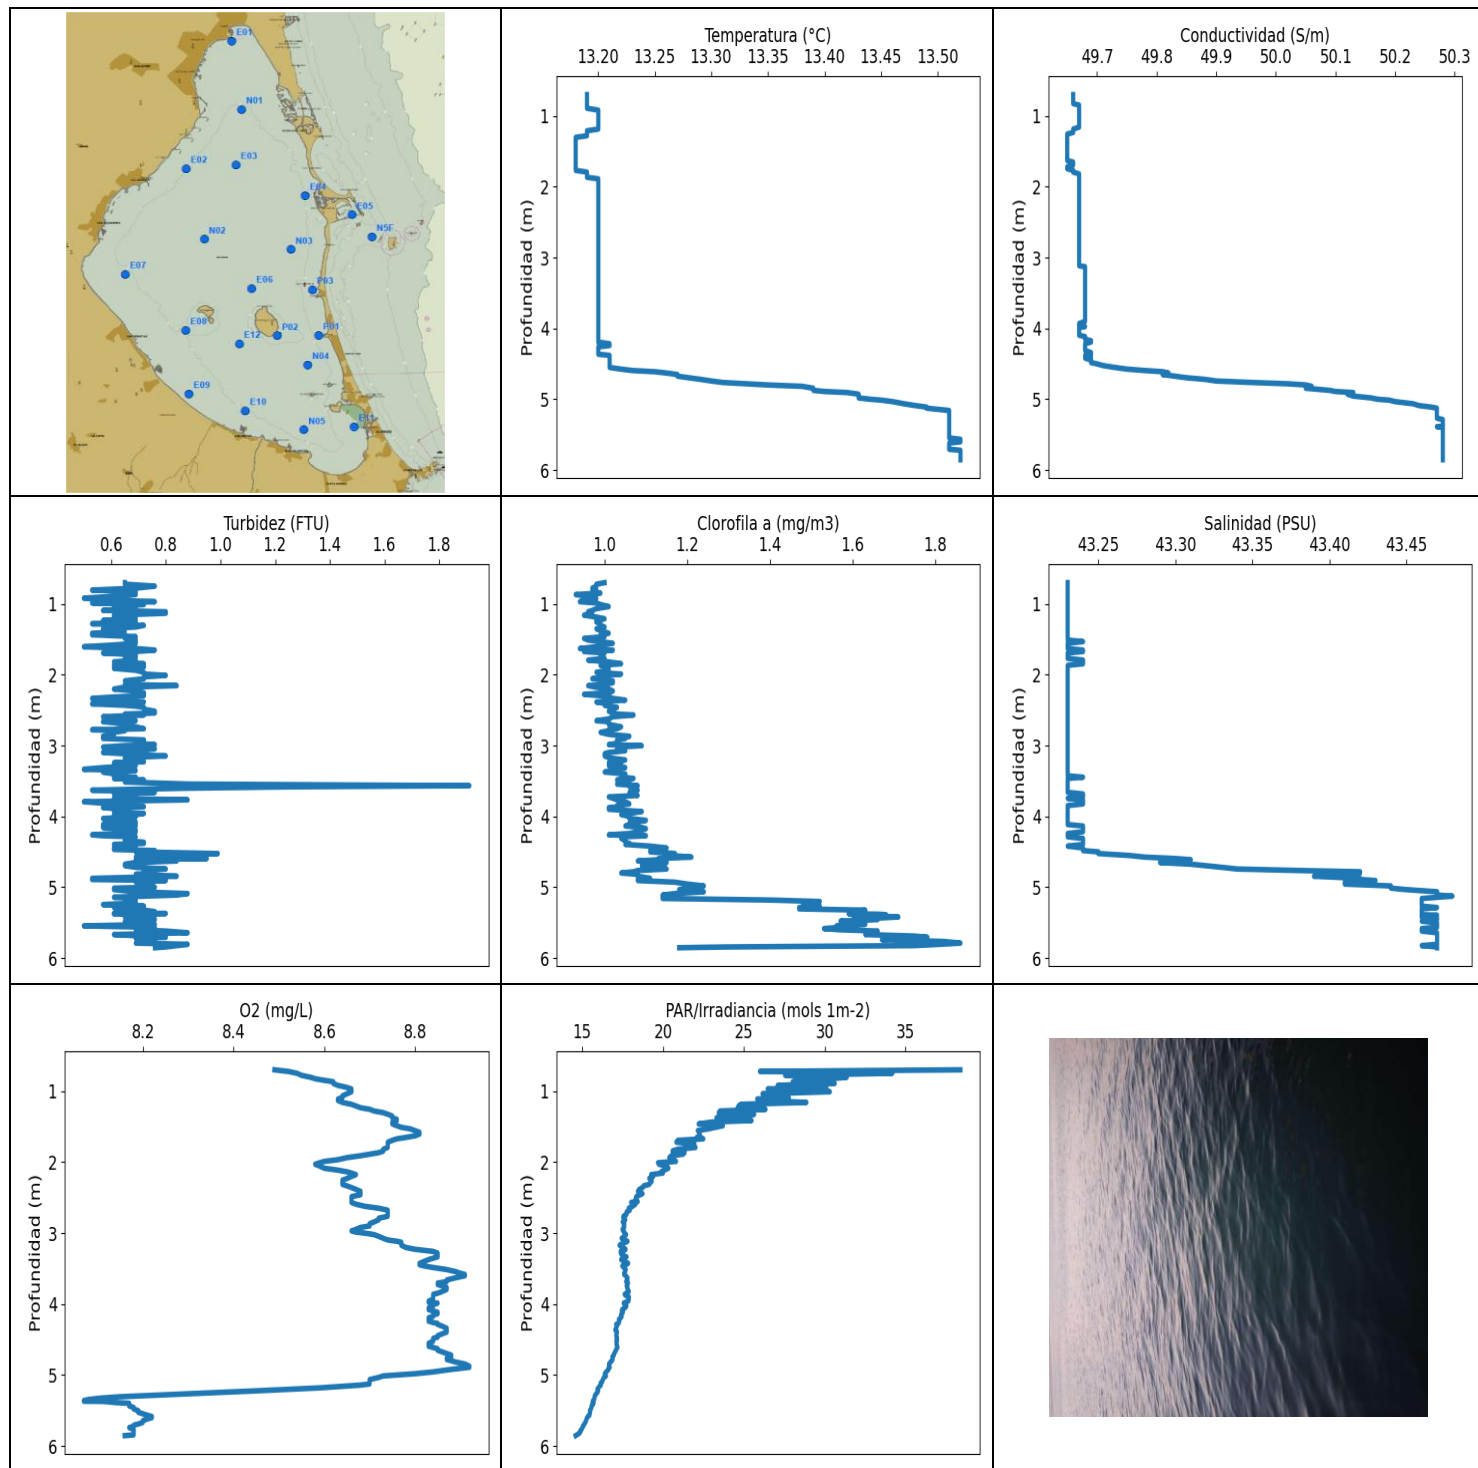 E01
N01
E02
E03
E04
E05
N5F
N02
N03
E07
E06
P03
E08
P02
P01
E12
N04
E09
E10
N05
E11
Temperatura (°C)
13.20 13.25 13.30 13.35 13.40 13.45 13.50
Profundidad (m)
1
2
3
4
5
6
Conductividad (S/m)
49.7 49.8 49.9 50.0 50.1 50.2 50.3
Profundidad (m)
1
2
3
4
5
6
Turbidez (FTU)
0.6 0.8 1.0 1.2 1.4 1.6 1.8
Profundidad (m)
1
2
3
4
5
6
Clorofila a (mg/m3)
1.0 1.2 1.4 1.6 1.8
Profundidad (m)
1
2
3
4
5
6
Salinidad (PSU)
43.25 43.30 43.35 43.40 43.45
Profundidad (m)
1
2
3
4
5
6
O2 (mg/L)
8.2 8.4 8.6 8.8
Profundidad (m)
1
2
3
4
5
6
PAR/Irradiancia (mols 1m-2)
15 20 25 30 35
Profundidad (m)
1
2
3
4
5
6